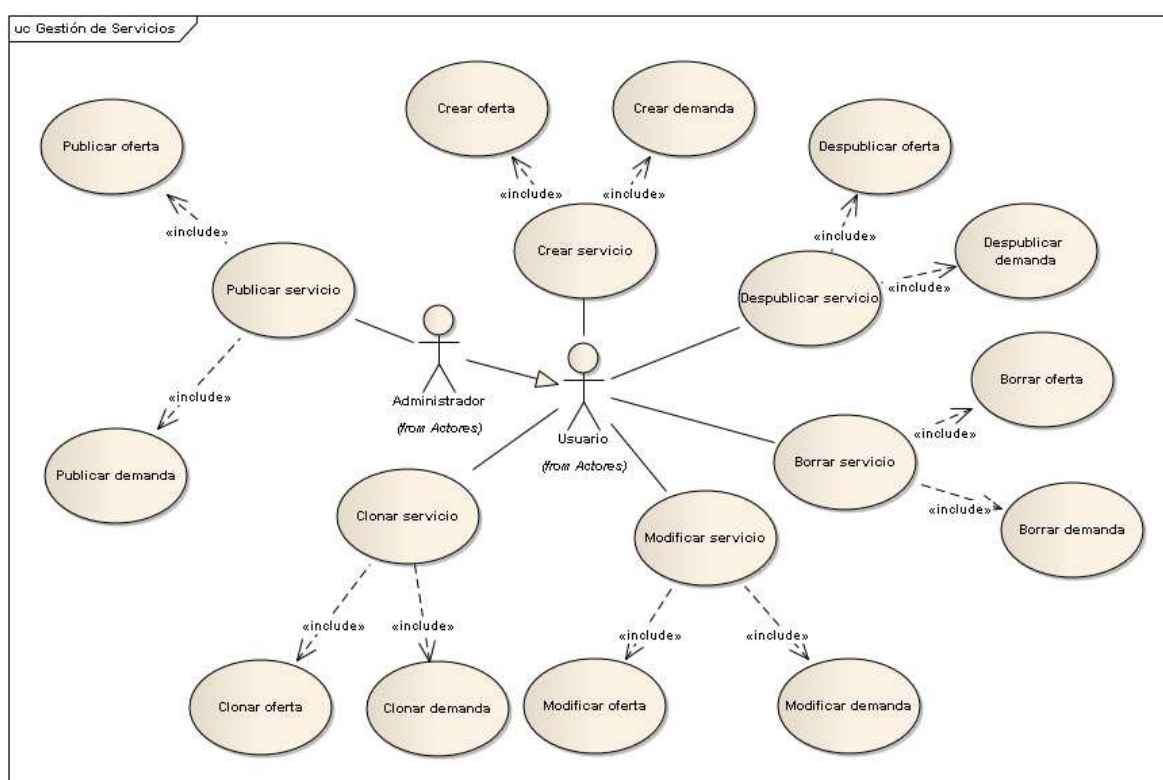 uc Gestión de Servicios
Crear oferta
Crear demanda
Publicar oferta
Despublicar oferta
«include»
«include»
«include»
«include»
Crear servicio
Despublicar
demanda
Publicar servicio
Despublicar servicio
«include»
«include»
Borrar oferta
Administrador
(from Actores)
Usuario
(from Actores)
«include»
Publicar demanda
Borrar servicio
«include»
Clonar servicio
Modificar servicio
Borrar demanda
«include»
«include»
«include»
«include»
Clonar oferta
Clonar demanda
Modificar oferta
Modificar demanda